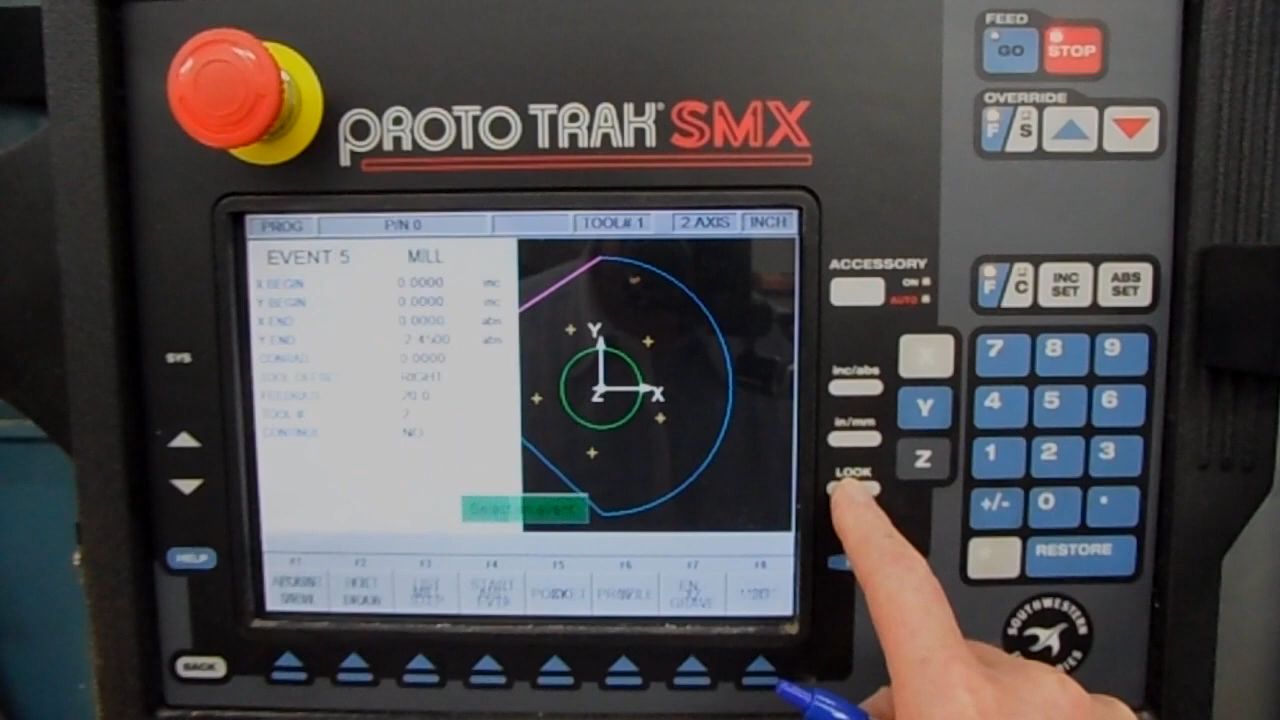 FEED
GO
STOP
PROTO TRAK® SMX
OVERRIDE
F/S
PROG
P/N 0
TOOL# 1
2 AXIS
INCH
EVENT 5
MILL
X BEGIN 0.0000 inc
Y BEGIN 0.0000 inc
X END 0.0000 abs
Y END abs
CONRAD 0.0000
TOOL OFFSET RIGHT
FEEDRATE 20.0
TOOL #
CONTINUE NO
Y
X
Z
ACCESSORY
ON
AUTO
F/C
INC SET
ABS SET
SYS
inc/abs
X
7
8
9
in/mm
Y
4
5
6
LOOK
Z
1
2
3
+/-
0
.
HELP
RESTORE
F1
F2
F3
F4
F5
F6
F7
F8
POCKET
GRAVE
SOUTHWESTERN
BACK